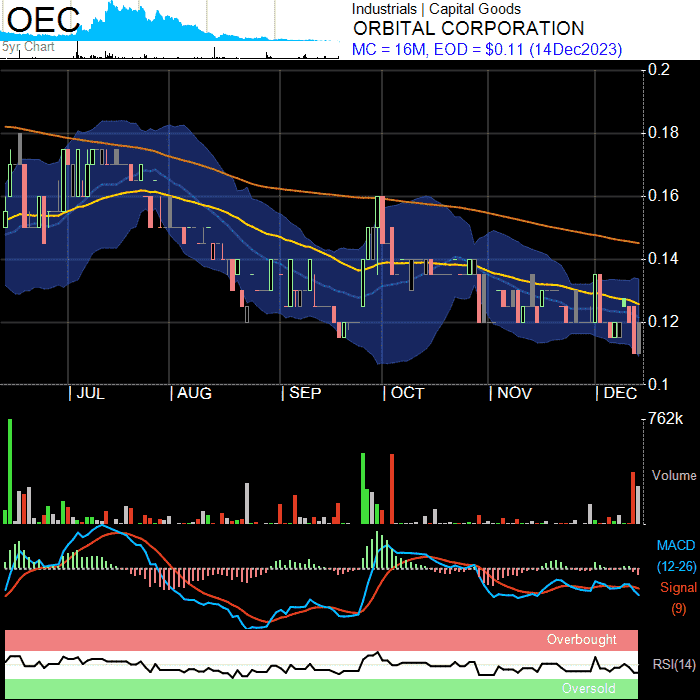 OEC
5yr Chart
Industrials | Capital Goods
ORBITAL CORPORATION
MC = 16M, EOD = $0.11 (14Dec2023)
0.2
0.18
0.16
0.14
0.12
0.1
| JUL | AUG | SEP | OCT | NOV | DEC
762k
Volume
MACD
(12-26)
Signal
(9)
Overbought
RSI(14)
Oversold